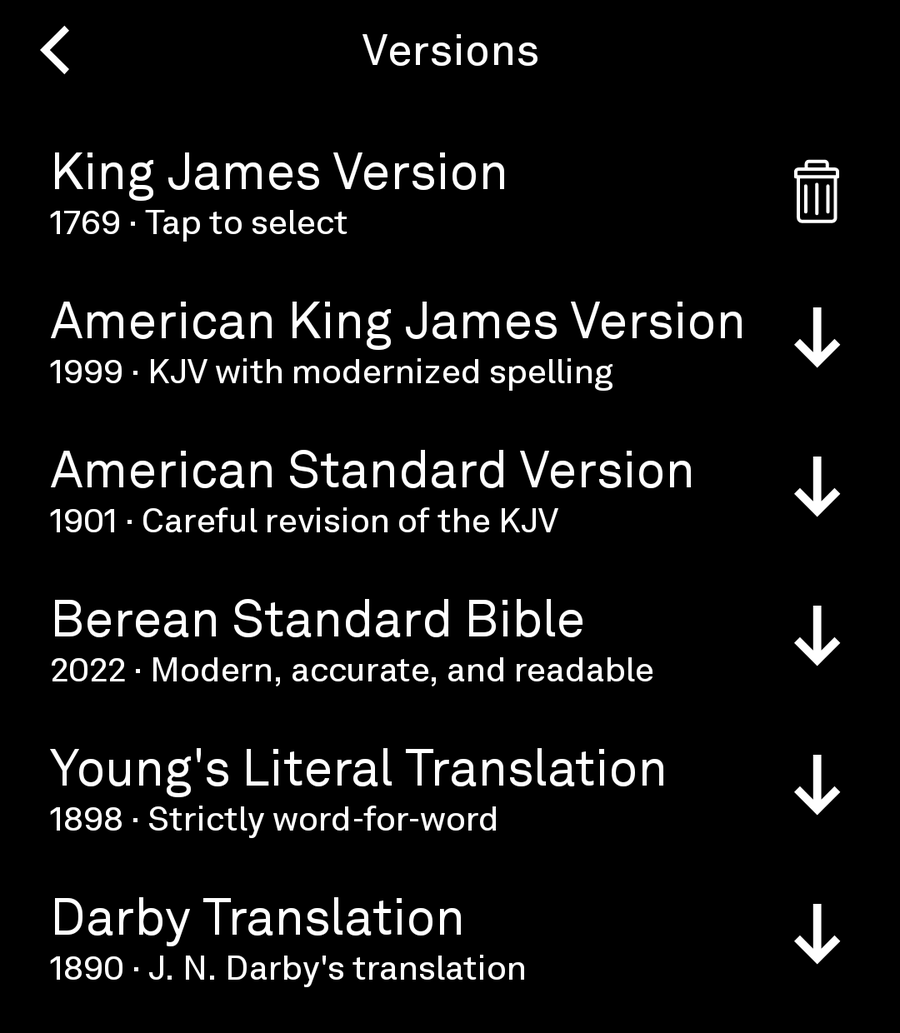 Versions
King James Version
1769 · Tap to select
American King James Version
1999 · KJV with modernized spelling
American Standard Version
1901 · Careful revision of the KJV
Berean Standard Bible
2022 · Modern, accurate, and readable
Young's Literal Translation
1898 · Strictly word-for-word
Darby Translation
1890 · J. N. Darby's translation